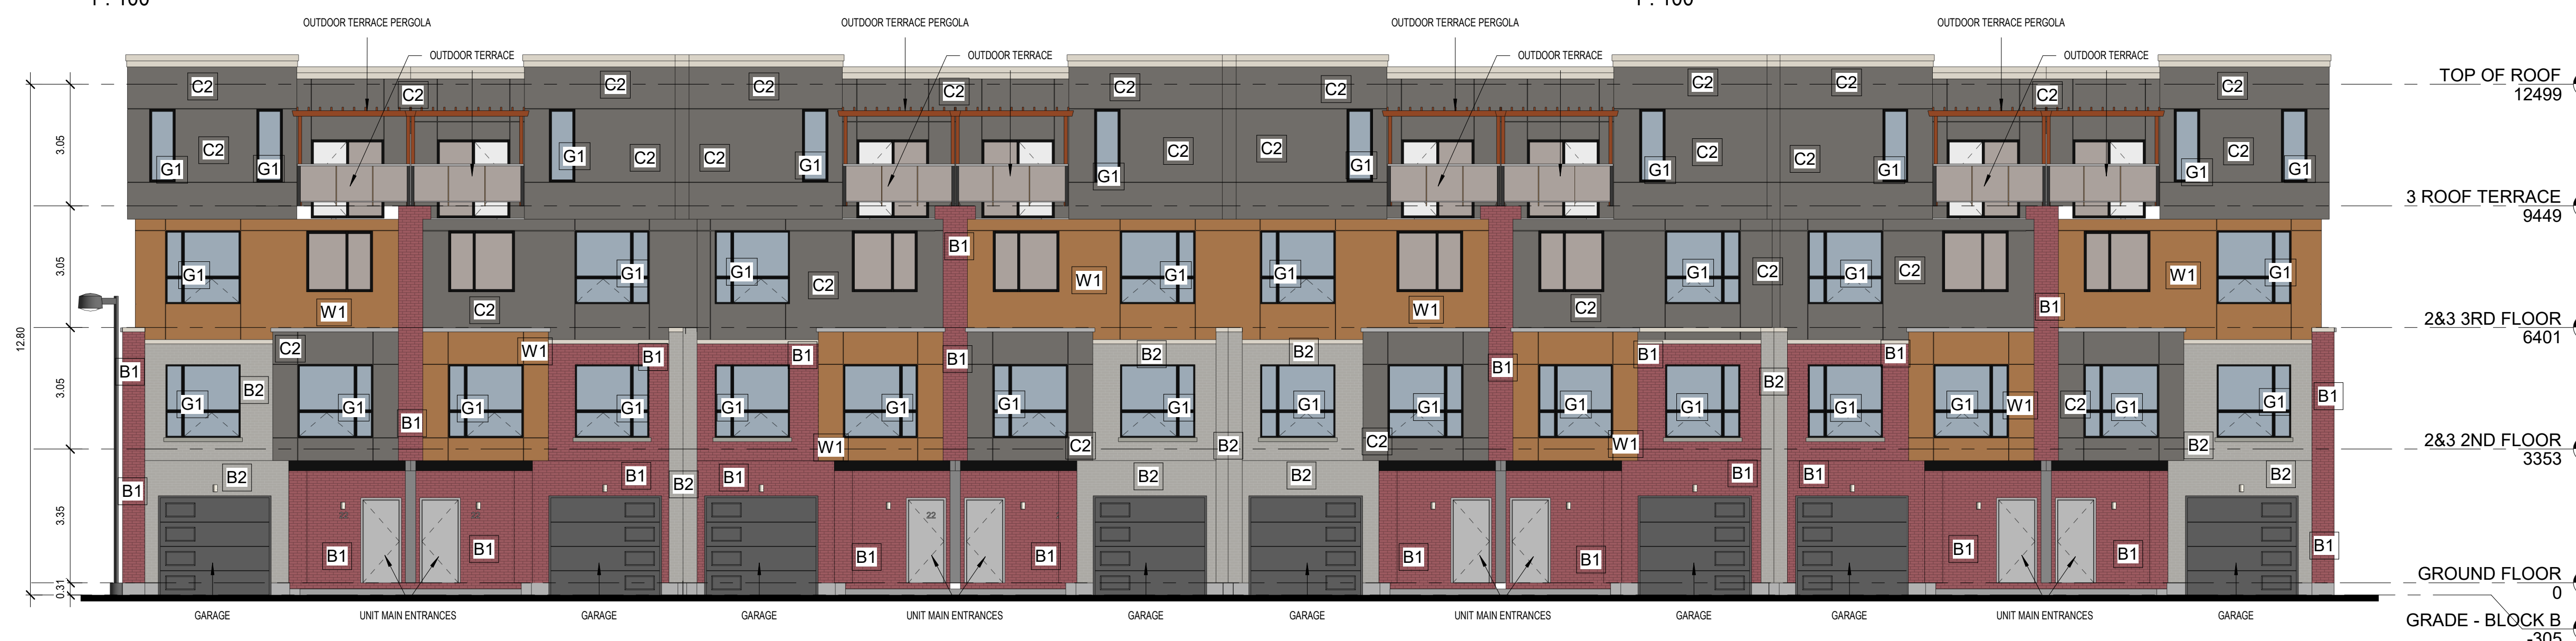 1 : 100
1 : 100
OUTDOOR TERRACE PERGOLA
OUTDOOR TERRACE PERGOLA
OUTDOOR TERRACE PERGOLA
OUTDOOR TERRACE PERGOLA
OUTDOOR TERRACE
OUTDOOR TERRACE
OUTDOOR TERRACE
OUTDOOR TERRACE
C2 C2 C2 C2 C2 C2 C2 C2 C2 C2 C2 C2
TOP OF ROOF
12499
3.05
G1 C2 G1 G1 C2 C2 G1 G1 C2 C2 G1 G1 C2 C2 G1 G1 C2 G1
3 ROOF TERRACE
9449
3.05
12.80
G1 W1 C2 G1 G1 C2 B1 W1 G1 G1 W1 C2 G1 C2 G1 C2 B1 W1 G1
2&3 3RD FLOOR
6401
3.05
B1 C2 W1 B1 B1 B1 B2 B2 B1 B1 B2 B1 B1
G1 B2 G1 B1 G1 G1 G1 G1 G1 G1 G1 G1 G1 G1 G1 G1 W1 C2 G1 G1
W1 C2 B2 C2 W1 B2
2&3 2ND FLOOR
3353
3.35
B1 B2 B1 B2 B1 B2 B2 B1 B1 B2
22
B1 B1 B1 B1 B1 B1 B1 B1 B1
GROUND FLOOR
0
0.31
GARAGE
UNIT MAIN ENTRANCES
GARAGE
GARAGE
UNIT MAIN ENTRANCES
GARAGE
GARAGE
UNIT MAIN ENTRANCES
GARAGE
GARAGE
UNIT MAIN ENTRANCES
GARAGE
GRADE - BLOCK B
-305